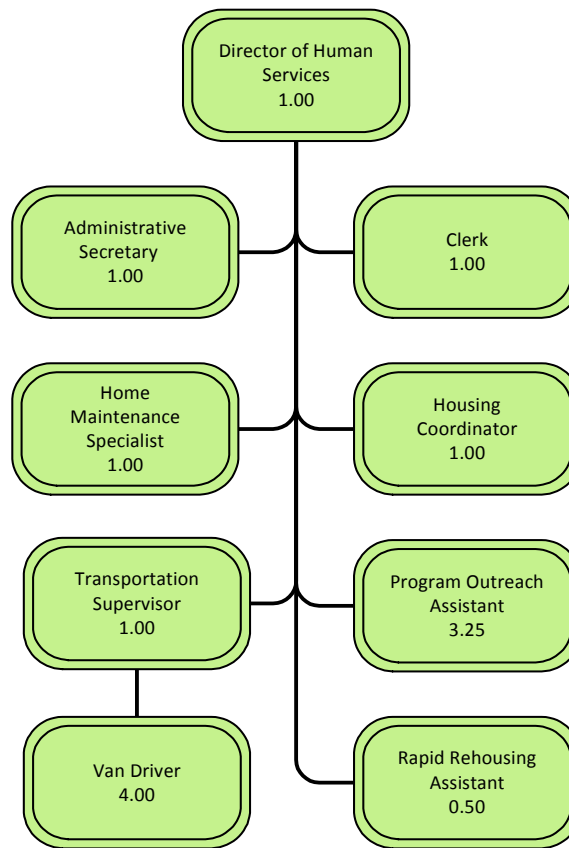 Director of Human
Services
1.00
Administrative
Secretary
1.00
Clerk
1.00
Home
Maintenance
Specialist
1.00
Housing
Coordinator
1.00
Transportation
Supervisor
1.00
Program Outreach
Assistant
3.25
Van Driver
4.00
Rapid Rehousing
Assistant
0.50